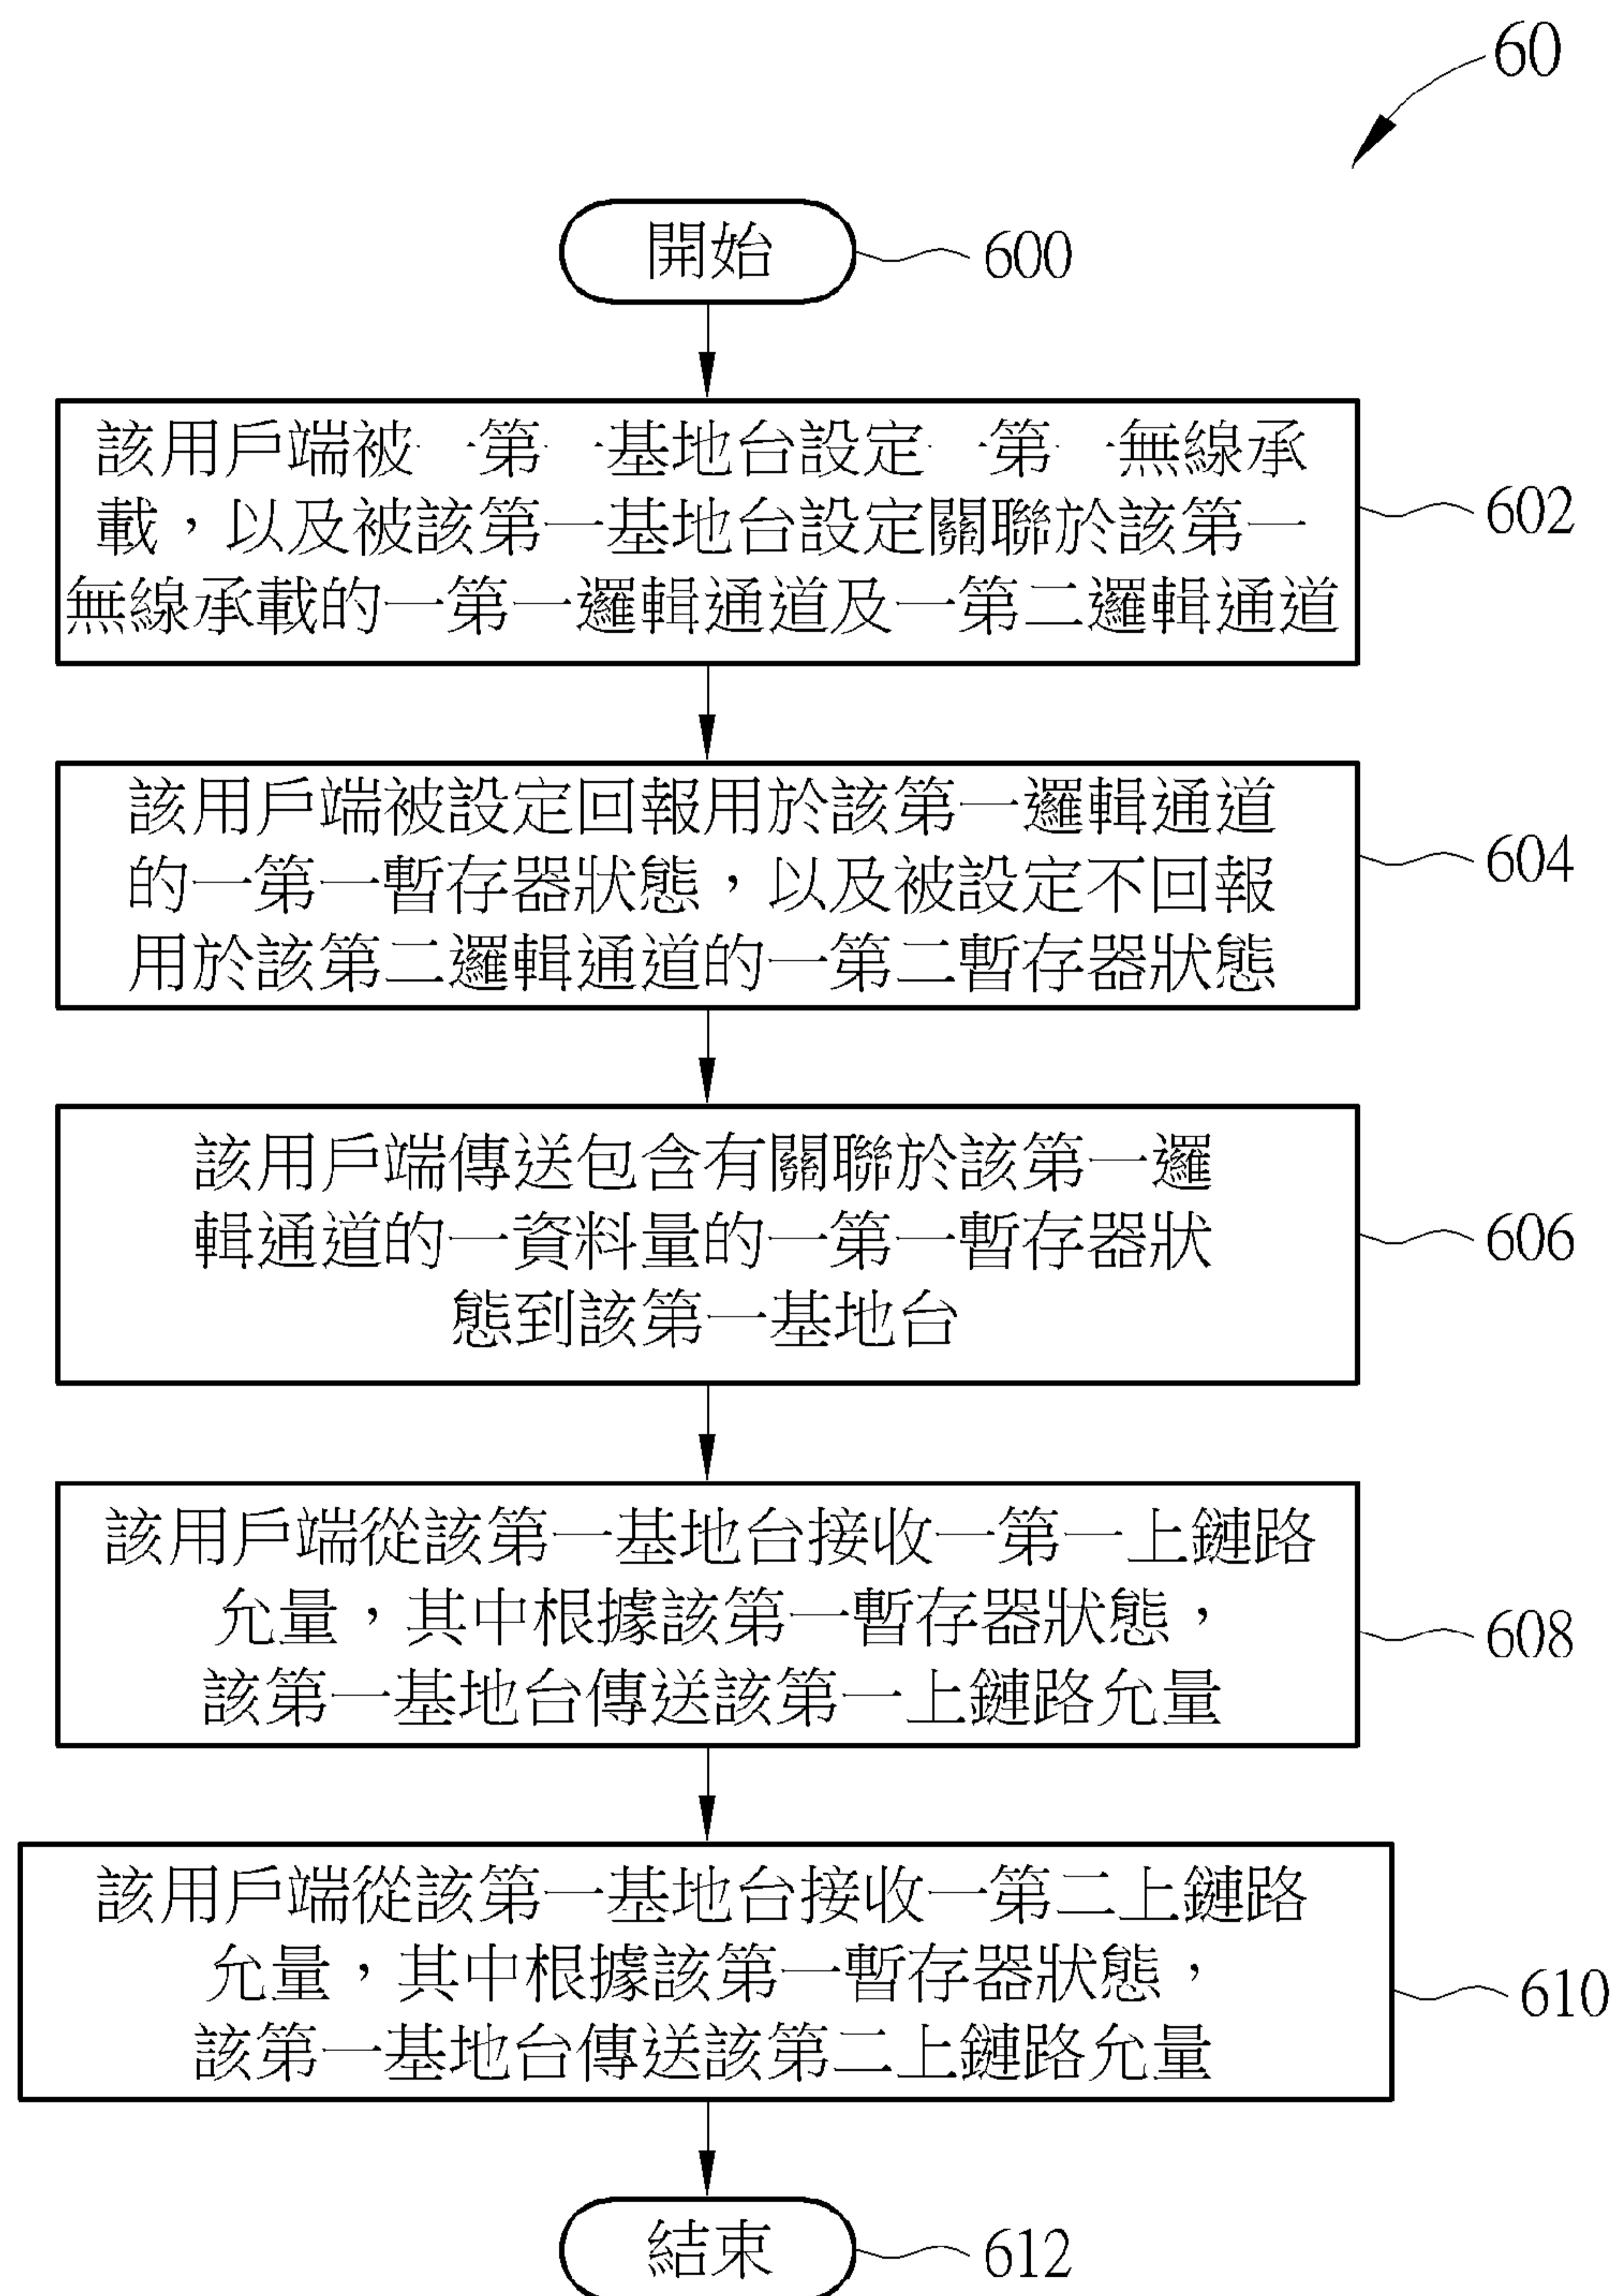 60
開始
600
該用戶端被一第一基地台設定一第一無線承
載，以及被該第一基地台設定關聯於該第一
無線承載的一第一邏輯通道及一第二邏輯通道
602
該用戶端被設定回報用於該第一邏輯通道
的一第一暫存器狀態，以及被設定不回報
用於該第二邏輯通道的一第二暫存器狀態
604
該用戶端傳送包含有關聯於該第一邏
輯通道的一資料量的一第一暫存器狀
態到該第一基地台
606
該用戶端從該第一基地台接收一第一上鏈路
允量，其中根據該第一暫存器狀態，
該第一基地台傳送該第一上鏈路允量
608
該用戶端從該第一基地台接收一第二上鏈路
允量，其中根據該第一暫存器狀態，
該第一基地台傳送該第二上鏈路允量
610
結束
612